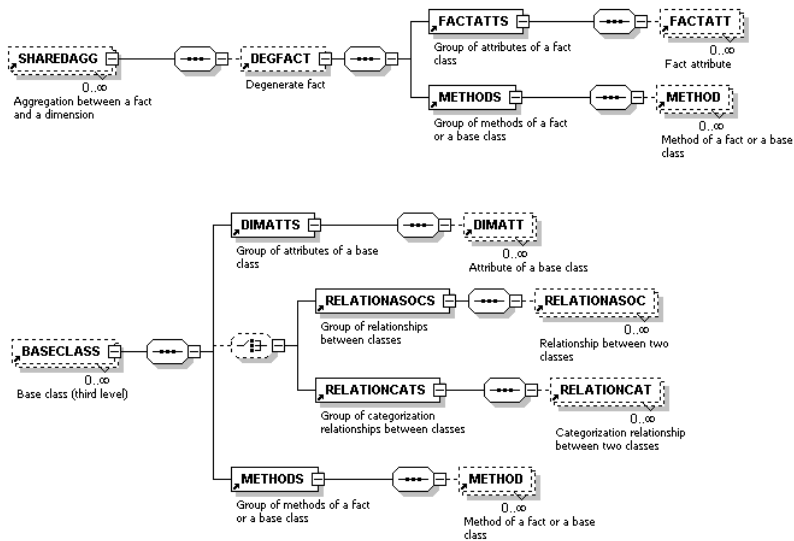 SHAREDAGG
0..∞
Aggregation between a fact
and a dimension
DEGFACT
Degenerate fact
FACTATTS
Group of attributes of a fact
class
FACTATT
0..∞
Fact attribute
METHODS
Group of methods of a fact
or a base class
METHOD
0..∞
Method of a fact or a base
class
BASECLASS
0..∞
Base class (third level)
DIMATTS
Group of attributes of a base
class
DIMATT
0..∞
Attribute of a base class
RELATIONASOCS
Group of relationships
between classes
RELATIONASOC
0..∞
Relationship between two
classes
RELATIONCATS
Group of categorization
relationships between classes
RELATIONCAT
0..∞
Categorization relationship
between two classes
METHODS
Group of methods of a fact
or a base class
METHOD
0..∞
Method of a fact or a base
class